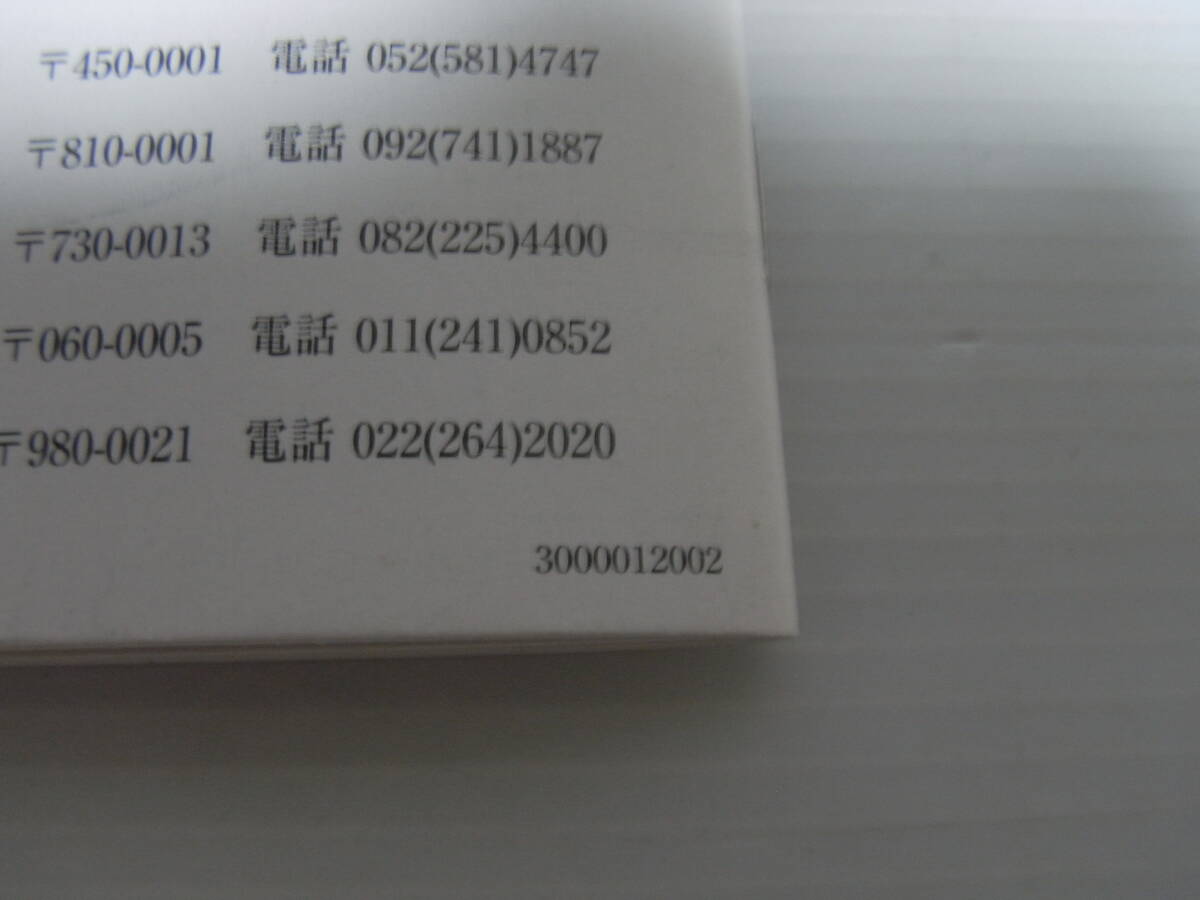 〒450-0001 電話 052(581)4747
〒810-0001 電話 092(741)1887
〒730-0013 電話 082(225)4400
〒060-0005 電話 011(241)0852
〒980-0021 電話 022(264)2020
3000012002